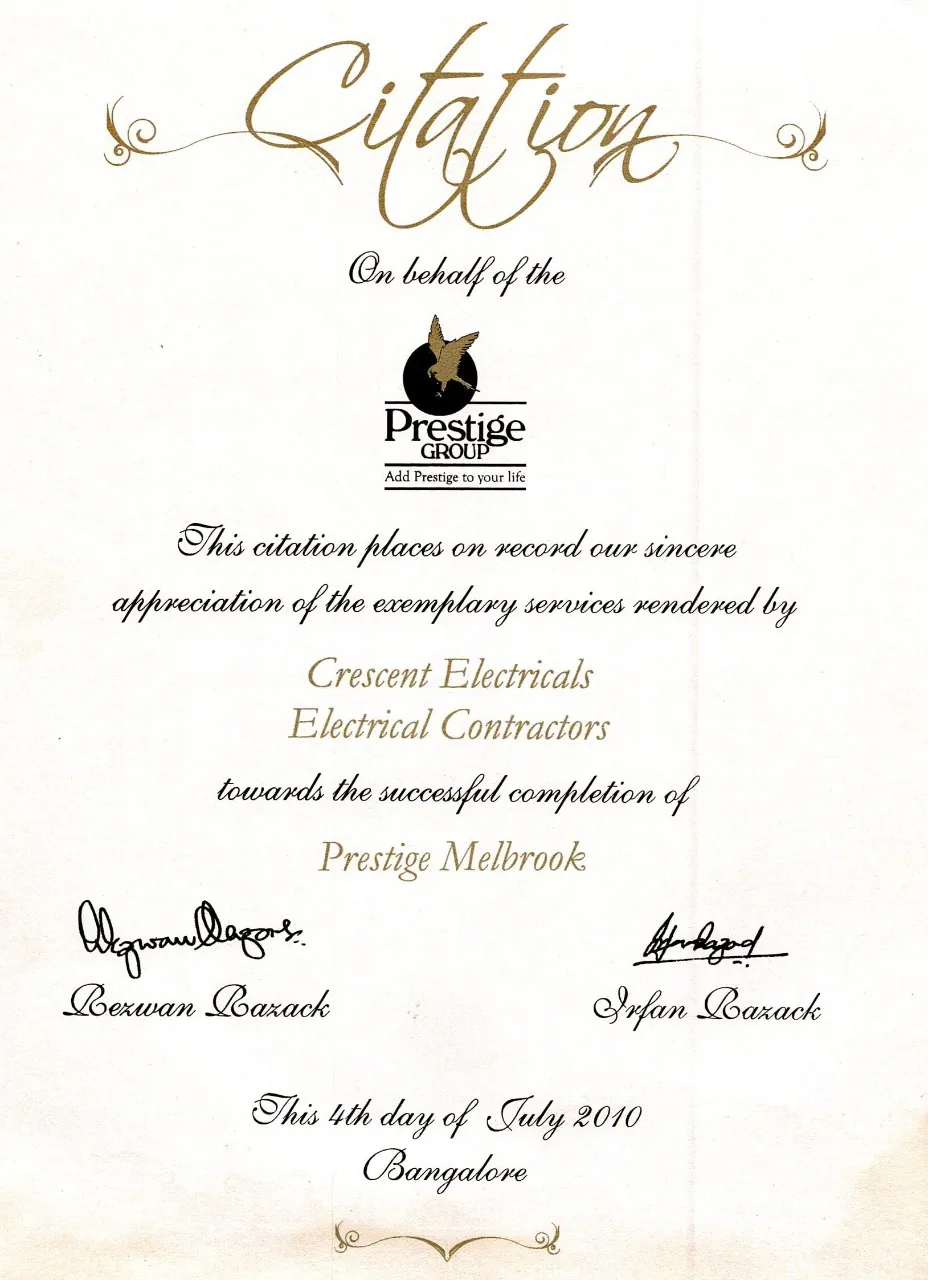 Citation
On behalf of the
Prestige
GROUP
Add Prestige to your life
This citation places on record our sincere
appreciation of the exemplary services rendered by
Crescent Electricals
Electrical Contractors
towards the successful completion of
Prestige Melbrook
Rezwan Razack
Irfan Razack
This 4th day of July 2010
Bangalore